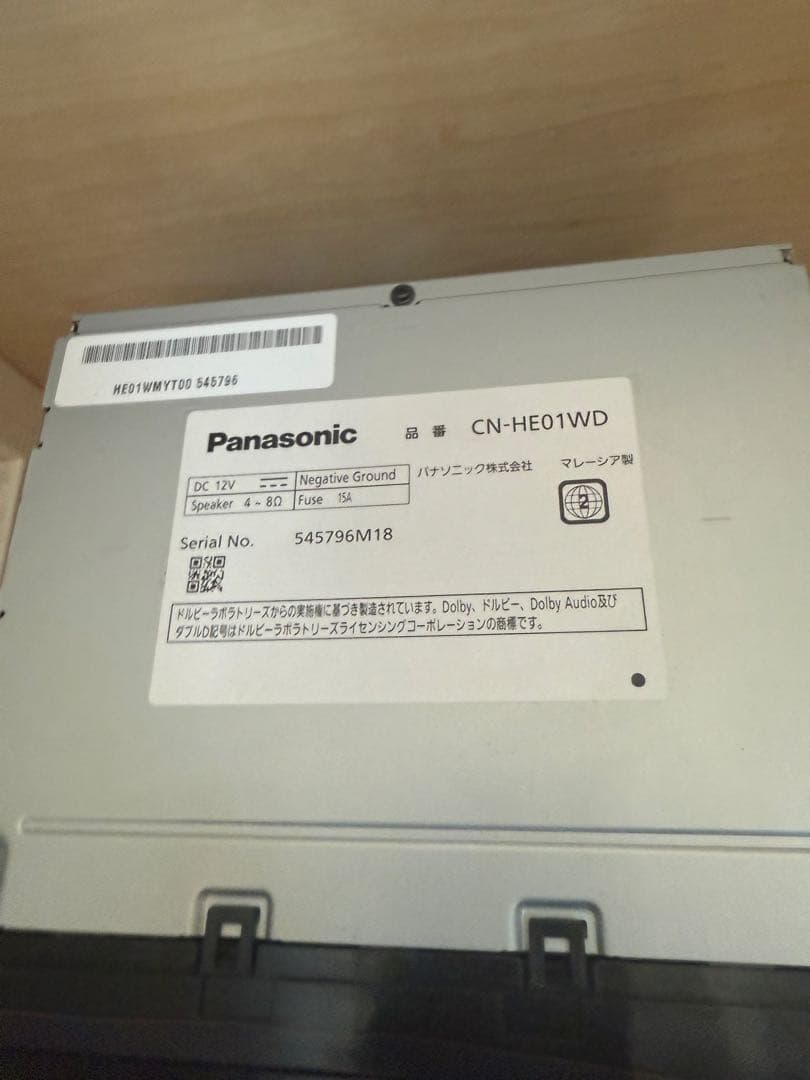 HE01WMYT00 545796
Panasonic 品番 CN-HE01WD
DC 12V Negative Ground パナソニック株式会社 マレーシア製
Speaker 4 ~ 8Ω Fuse 15A
2
Serial No. 545796M18
ドルビーラボラトリーズからの実施権に基づき製造されています。Dolby、ドルビー、Dolby Audio及び
ダブルD記号はドルビーラボラトリーズライセンシングコーポレーションの商標です。